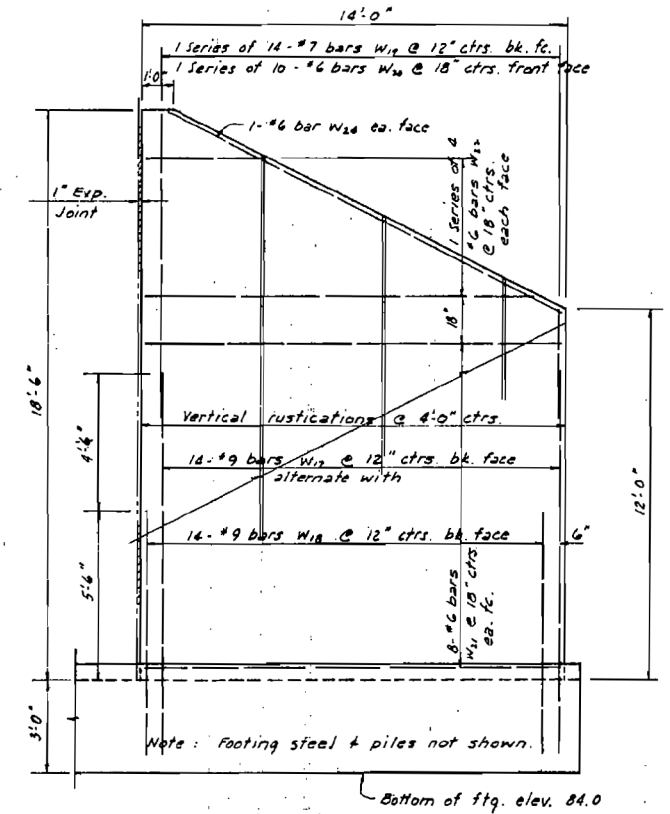 14'-0"
1 Series of 14-#7 bars W19 @ 12" ctrs. bk. fc.
1 Series of 10-#6 bars W20 @ 18" ctrs. front face
1'-0"
1-#6 bar W24 ea. face
1 Series of 4
#6 bars W22
@ 18" ctrs.
each face
1" Exp.
Joint
18"
18'-6"
4'-6"
Vertical rustications @ 4'-0" ctrs.
14-#9 bars W17 @ 12" ctrs. bk. face
alternate with
12'-0"
14-#9 bars W18 @ 12" ctrs. bk. face
6"
5'-6"
8-#6 bars
W21 @ 18" ctrs.
ea. fc.
3'-0"
Note: Footing steel & piles not shown.
Bottom of ftg. elev. 84.0